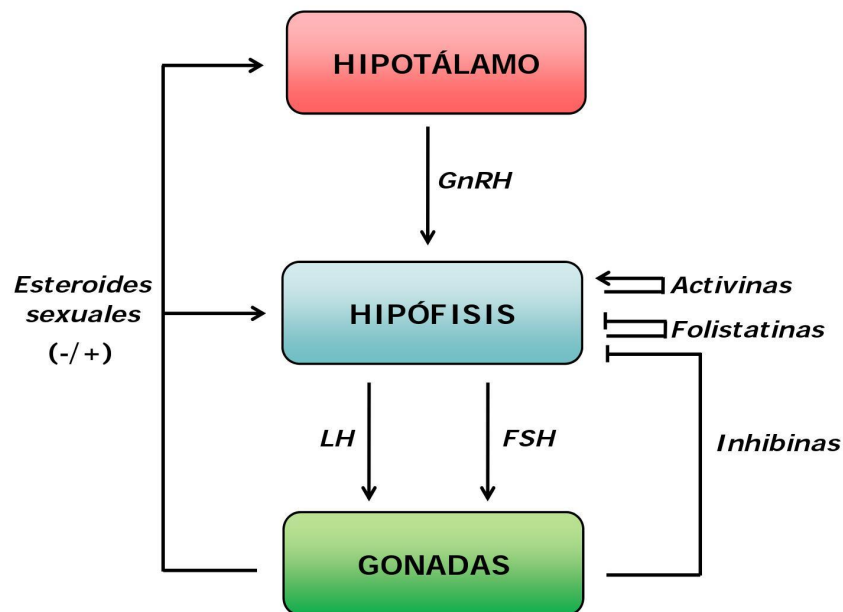 HIPOTÁLAMO
GnRH
Esteroides
sexuales
(-/+)
HIPÓFISIS
Activinas
Folistatinas
LH
FSH
Inhibinas
GONADAS